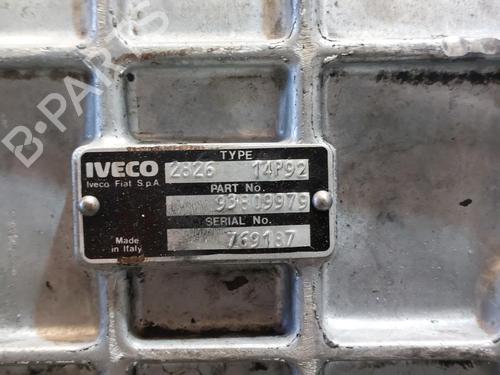 B-PARTS
TYPE
IVECO 2826 14P92
Iveco Fiat S.p.A.
PART No.
93809979
SERIAL No.
769187
Made
in Italy